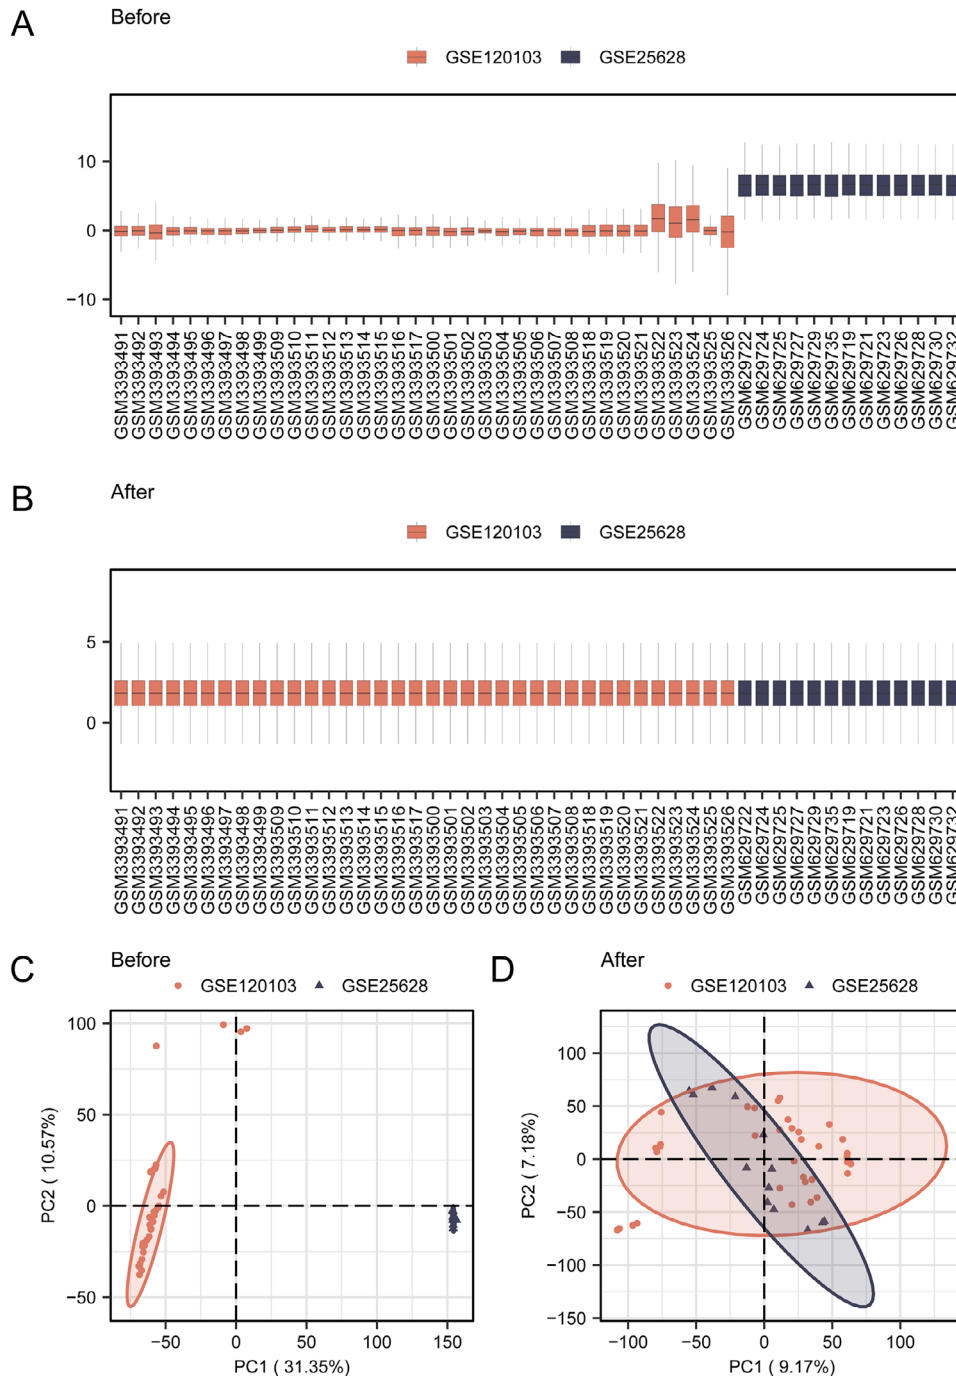 A Before
GSE120103 GSE25628
10
0
−10
GSM3393491 GSM3393492 GSM3393493 GSM3393494 GSM3393495 GSM3393496 GSM3393497 GSM3393498 GSM3393499 GSM3393509 GSM3393510 GSM3393511 GSM3393512 GSM3393513 GSM3393514 GSM3393515 GSM3393516 GSM3393517 GSM3393500 GSM3393501 GSM3393502 GSM3393503 GSM3393504 GSM3393505 GSM3393506 GSM3393507 GSM3393508 GSM3393518 GSM3393519 GSM3393520 GSM3393521 GSM3393522 GSM3393523 GSM3393524 GSM3393525 GSM3393526 GSM629722 GSM629724 GSM629725 GSM629727 GSM629729 GSM629735 GSM629719 GSM629721 GSM629723 GSM629726 GSM629728 GSM629730 GSM629732
B After
GSE120103 GSE25628
5
0
GSM3393491 GSM3393492 GSM3393493 GSM3393494 GSM3393495 GSM3393496 GSM3393497 GSM3393498 GSM3393499 GSM3393509 GSM3393510 GSM3393511 GSM3393512 GSM3393513 GSM3393514 GSM3393515 GSM3393516 GSM3393517 GSM3393500 GSM3393501 GSM3393502 GSM3393503 GSM3393504 GSM3393505 GSM3393506 GSM3393507 GSM3393508 GSM3393518 GSM3393519 GSM3393520 GSM3393521 GSM3393522 GSM3393523 GSM3393524 GSM3393525 GSM3393526 GSM629722 GSM629724 GSM629725 GSM629727 GSM629729 GSM629735 GSM629719 GSM629721 GSM629723 GSM629726 GSM629728 GSM629730 GSM629732
C Before
GSE120103 GSE25628
100
50
0
−50
PC2 ( 10.57%)
−50 0 50 100 150
PC1 ( 31.35%)
D After
GSE120103 GSE25628
100
50
0
−50
−100
−150
PC2 ( 7.18%)
−100 −50 0 50 100
PC1 ( 9.17%)